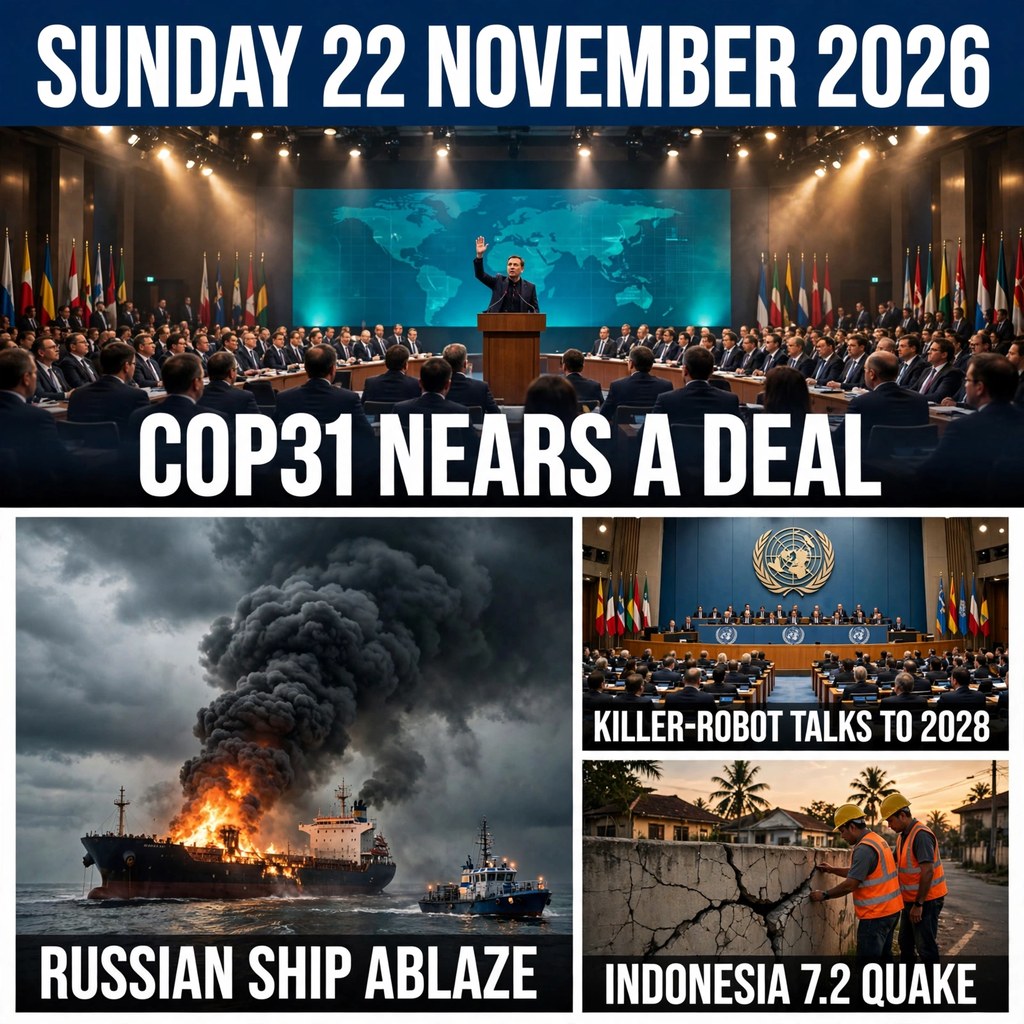 SUNDAY 22 NOVEMBER 2026
COP31 NEARS A DEAL
KILLER-ROBOT TALKS TO 2028
RUSSIAN SHIP ABLAZE
INDONESIA 7.2 QUAKE